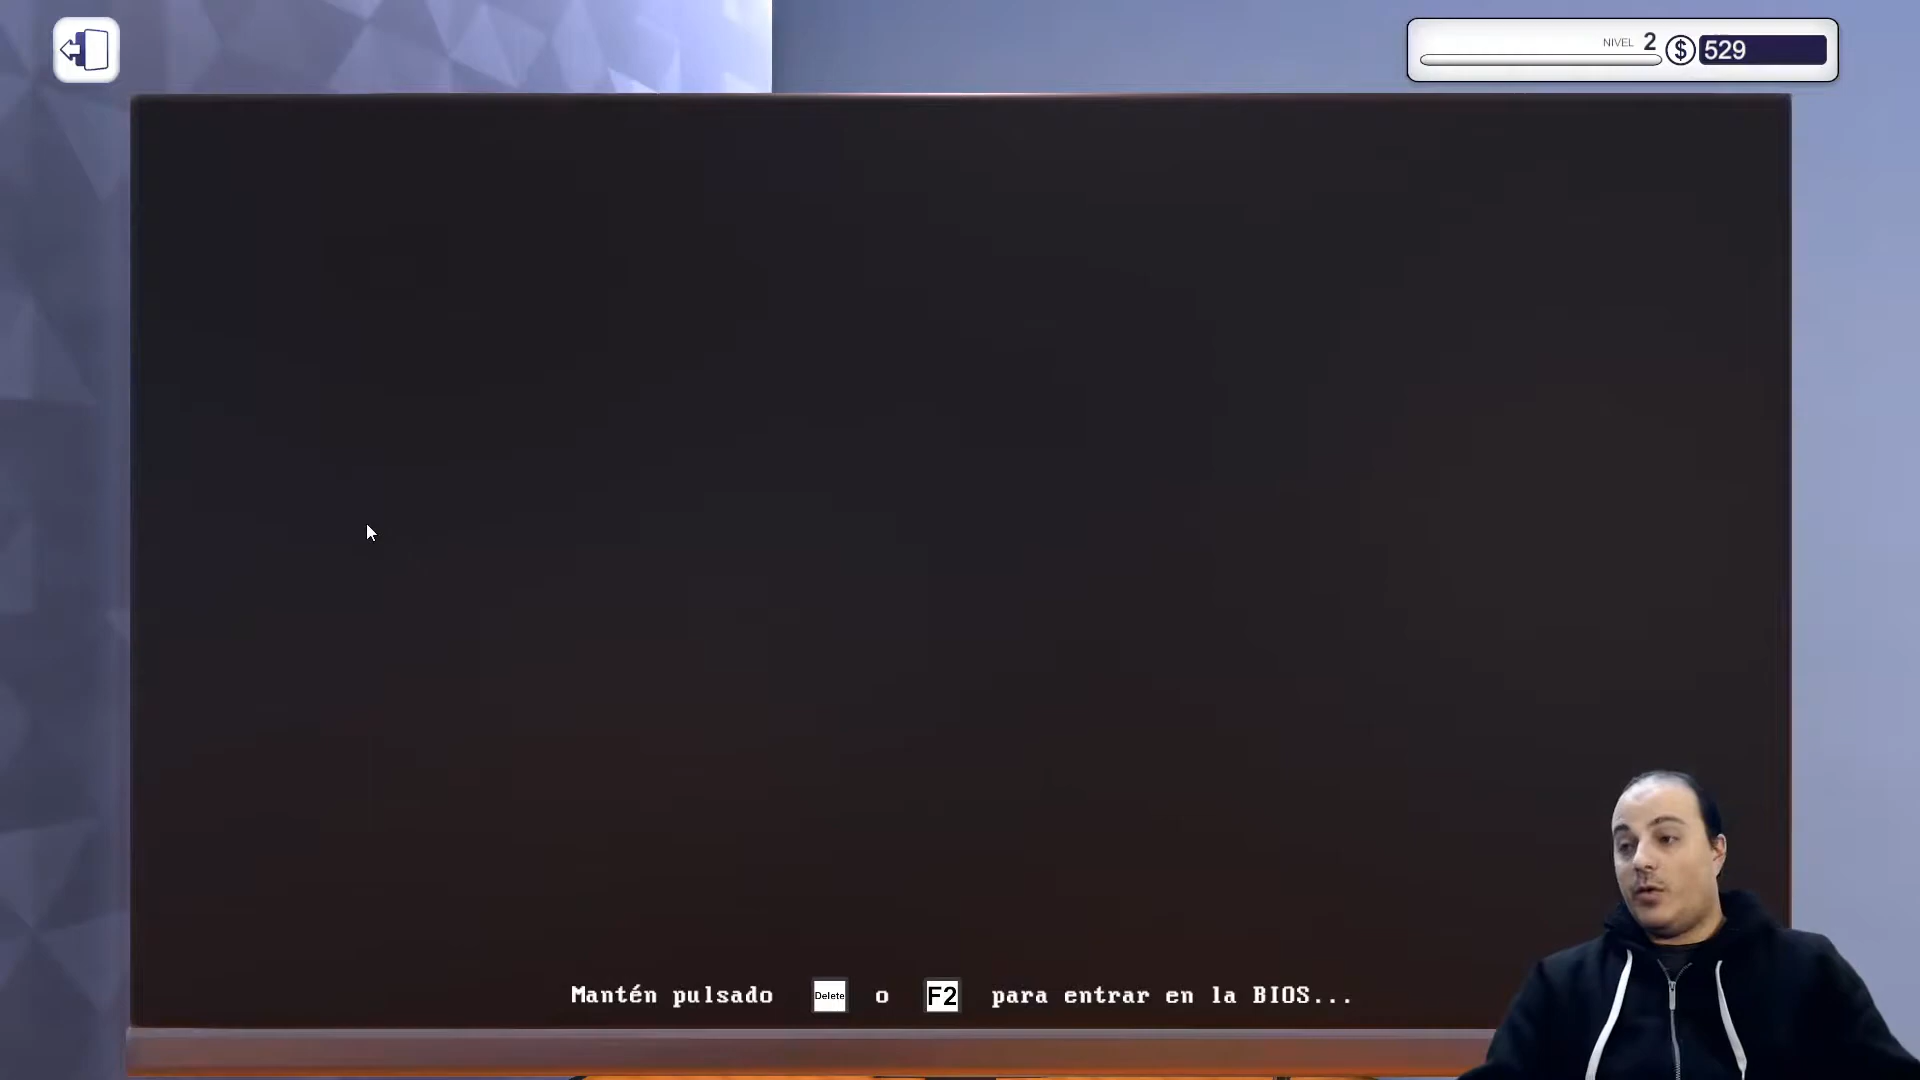 NIVEL 2 $ 529
Mantén pulsado Delete o F2 para entrar en la BIOS...